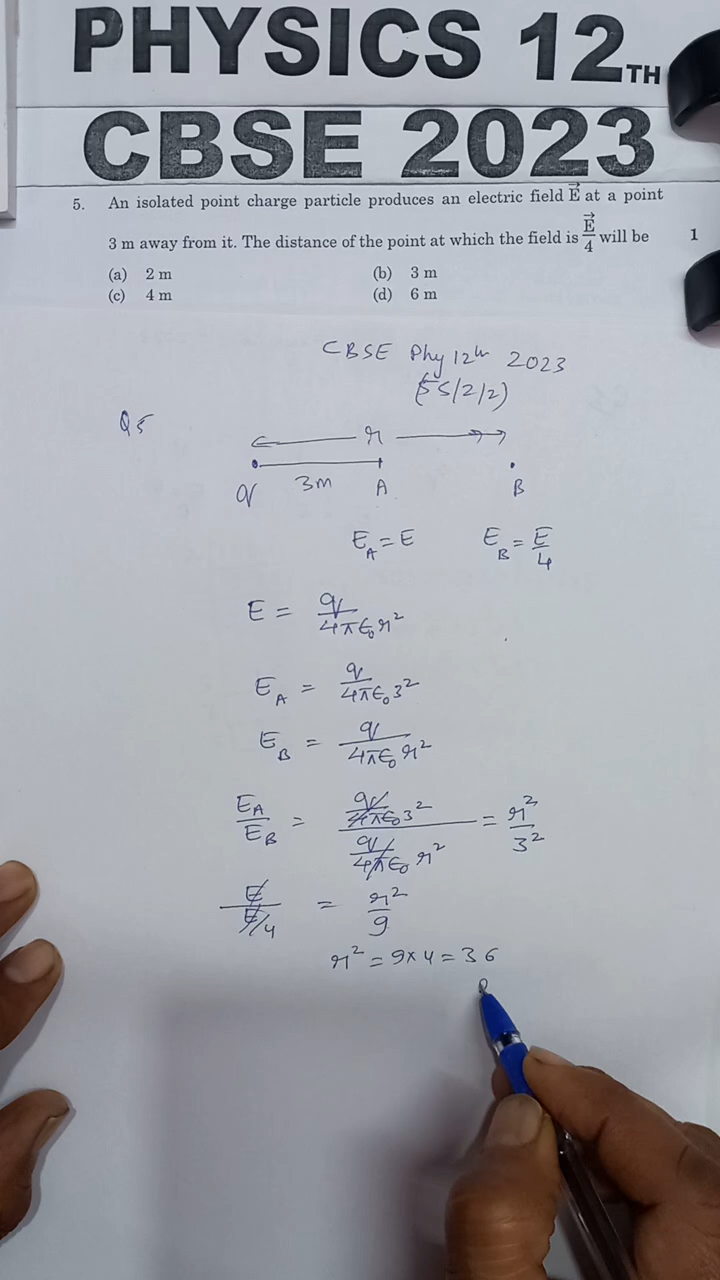 PHYSICS 12TH
CBSE 2023
5. An isolated point charge particle produces an electric field E⃗ at a point
3 m away from it. The distance of the point at which the field is E⃗/4 will be 1
(a) 2 m (b) 3 m
(c) 4 m (d) 6 m
CBSE Phy 12th 2023
(55/2/2)
Q5
r
q 3m A B
E_A = E E_B = E/4
E = q/4πε₀r²
E_A = q/4πε₀3²
E_B = q/4πε₀r²
E_A/E_B = (q/4πε₀3²)/(q/4πε₀r²) = r²/3²
E/(E/4) = r²/9
r² = 9×4 = 36